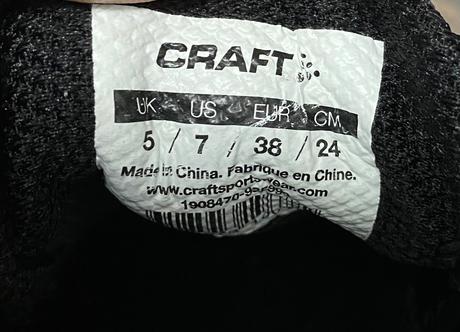 CRAFT
UK US EUR CM
5 / 7 / 38 / 24
Made in China. Fabrique en Chine.
www.craftsportswear.com